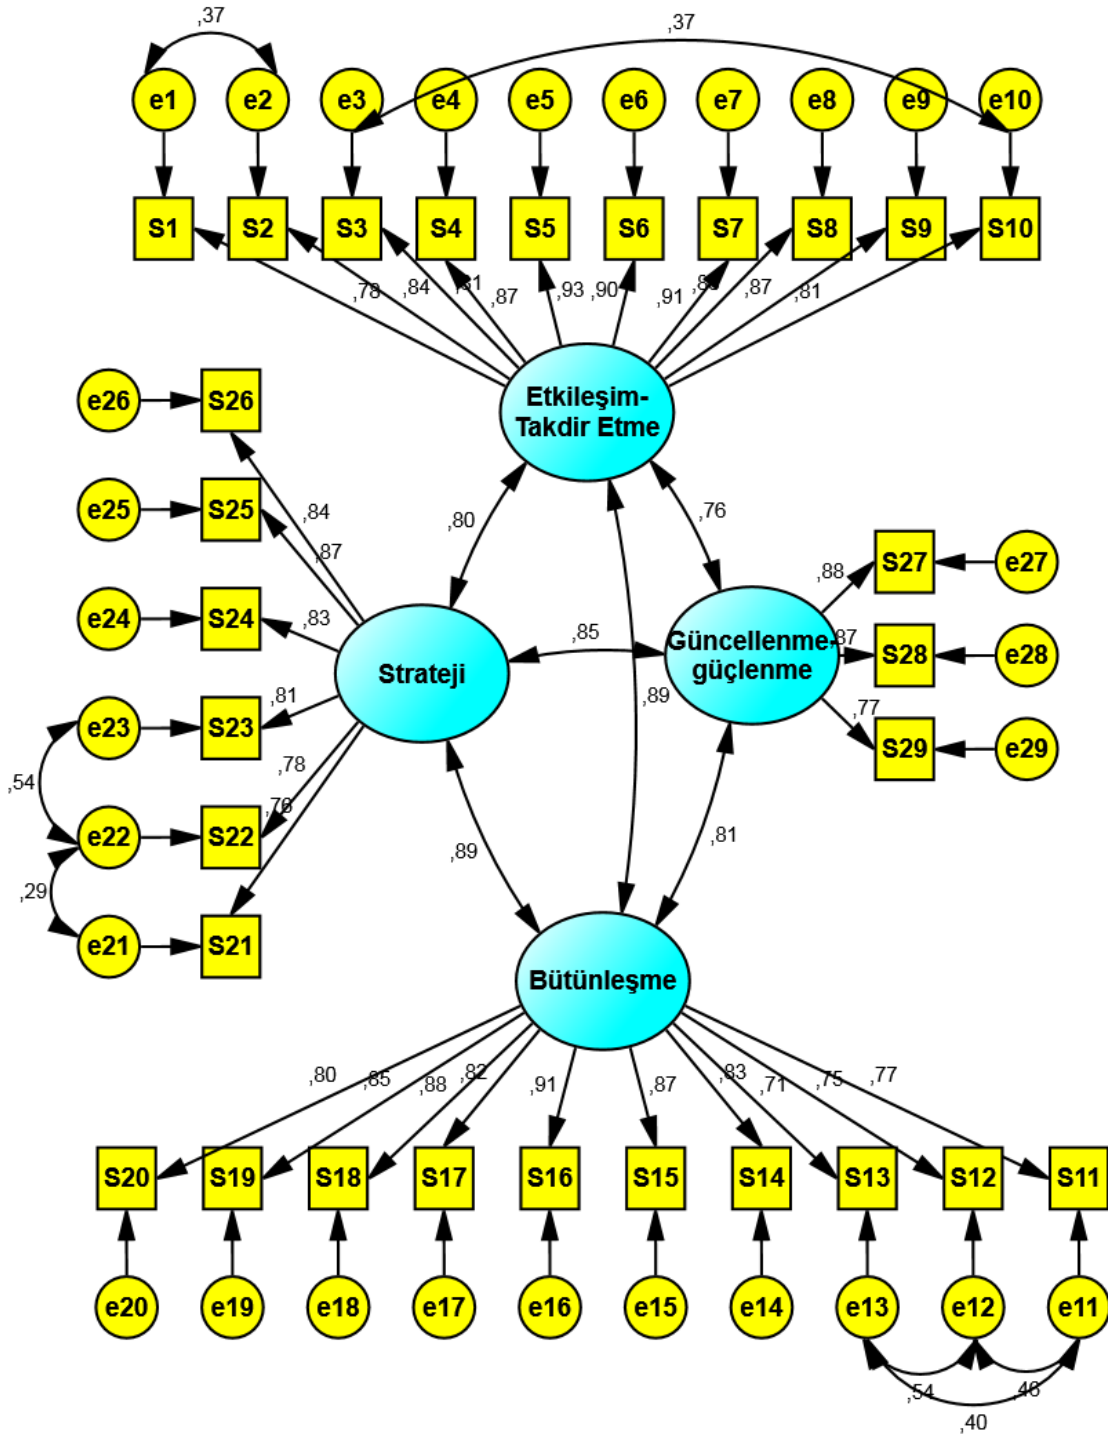 ,37
,37
e1 e2 e3 e4 e5 e6 e7 e8 e9 e10
S1 S2 S3 S4 S5 S6 S7 S8 S9 S10
,78 ,84 ,81 ,87 ,93 ,90 ,91 ,87 ,81
Etkileşim-
Takdir Etme
e26 S26
e25 S25
,84
,87
,80
,76
e24 S24
,83
S27 e27
,88
Strateji
,85
Güncellenme-
güçlenme
,87
S28 e28
e23 S23
,81
,89
,77
S29 e29
,78
,54
,76
e22 S22
,89
,81
,29
e21 S21
Bütünleşme
,80 ,85 ,88 ,82 ,91 ,87 ,83 ,71 ,75 ,77
S20 S19 S18 S17 S16 S15 S14 S13 S12 S11
e20 e19 e18 e17 e16 e15 e14 e13 e12 e11
,54 ,46
,40